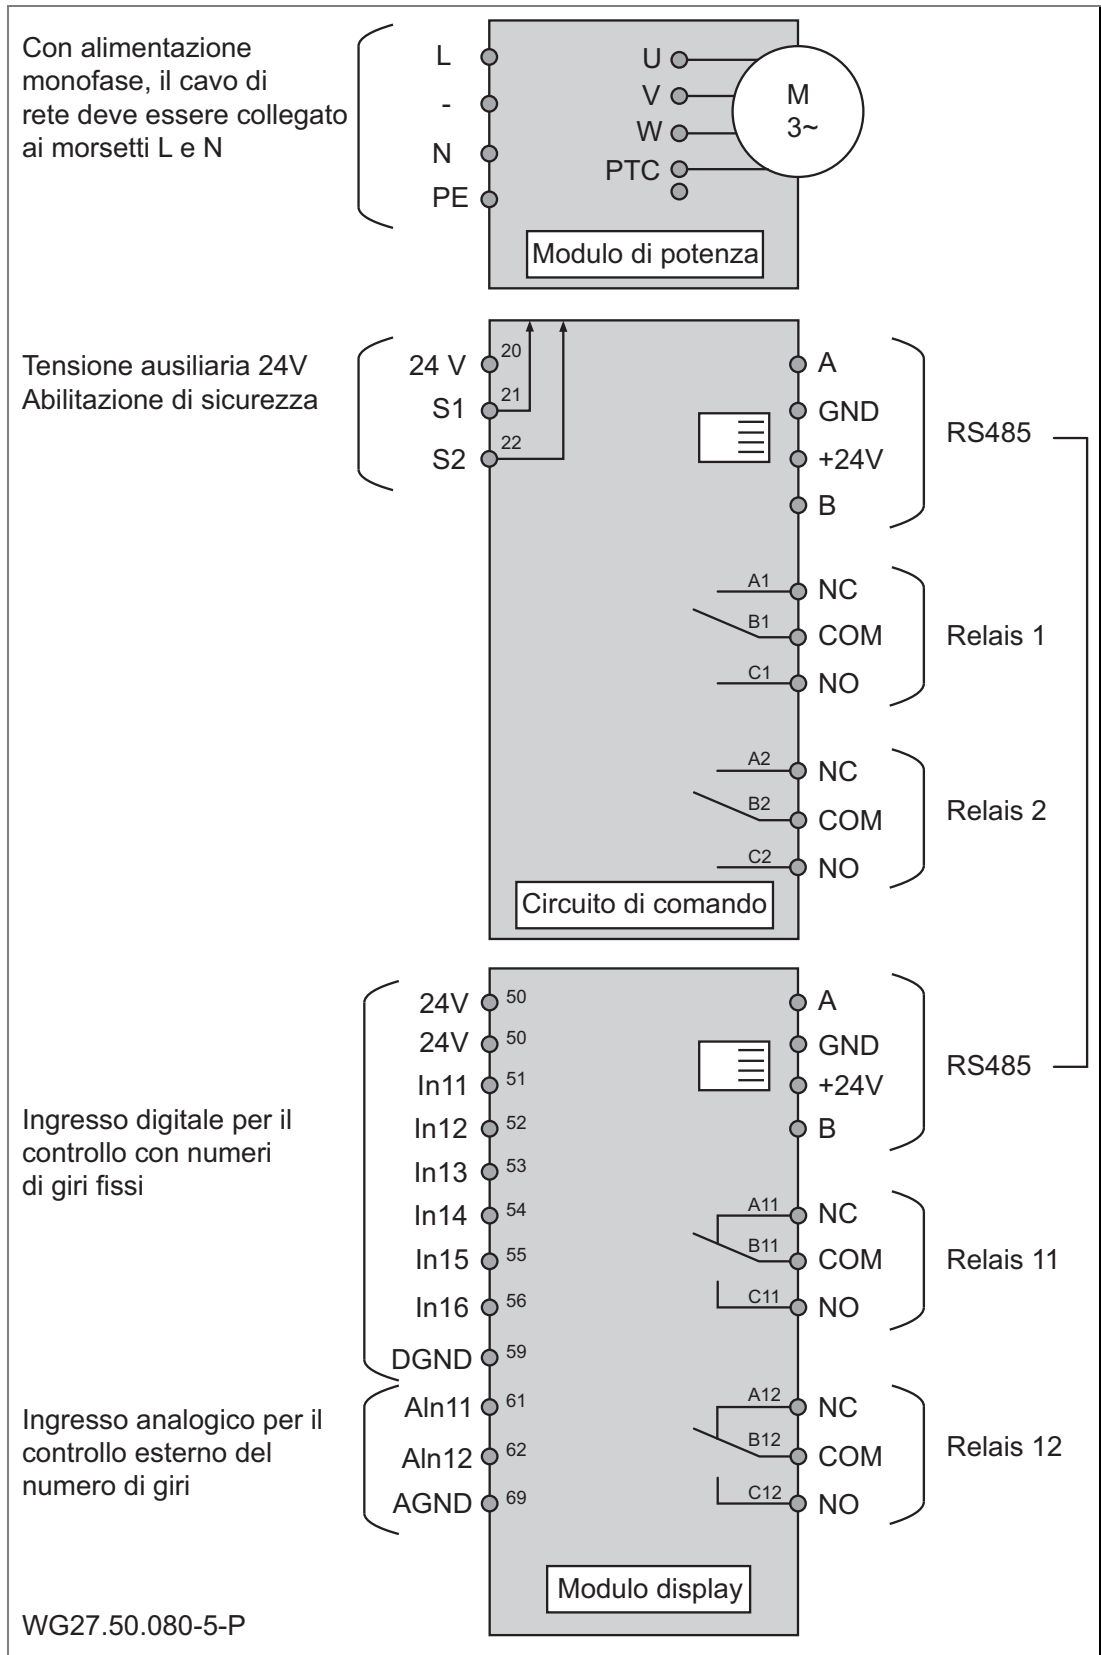 Con alimentazione
monofase, il cavo di
rete deve essere collegato
ai morsetti L e N
L
-
N
PE
U
V
W
PTC
M
3~
Modulo di potenza
Tensione ausiliaria 24V
Abilitazione di sicurezza
24 V 20
S1 21
S2 22
A
GND
+24V
B
RS485
A1 NC
B1 COM
C1 NO
Relais 1
A2 NC
B2 COM
C2 NO
Relais 2
Circuito di comando
Ingresso digitale per il
controllo con numeri
di giri fissi
24V 50
24V 50
In11 51
In12 52
In13 53
In14 54
In15 55
In16 56
DGND 59
Ingresso analogico per il
controllo esterno del
numero di giri
AIn11 61
AIn12 62
AGND 69
A
GND
+24V
B
RS485
A11 NC
B11 COM
C11 NO
Relais 11
A12 NC
B12 COM
C12 NO
Relais 12
Modulo display
WG27.50.080-5-P